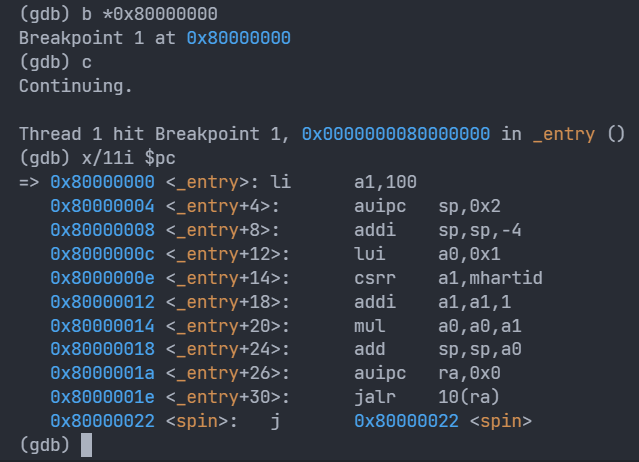 (gdb) b *0x80000000
Breakpoint 1 at 0x80000000
(gdb) c
Continuing.

Thread 1 hit Breakpoint 1, 0x0000000080000000 in _entry ()
(gdb) x/11i $pc
=> 0x80000000 <_entry>: li      a1,100
   0x80000004 <_entry+4>:       auipc   sp,0x2
   0x80000008 <_entry+8>:       addi    sp,sp,-4
   0x8000000c <_entry+12>:      lui     a0,0x1
   0x8000000e <_entry+14>:      csrr    a1,mhartid
   0x80000012 <_entry+18>:      addi    a1,a1,1
   0x80000014 <_entry+20>:      mul     a0,a0,a1
   0x80000018 <_entry+24>:      add     sp,sp,a0
   0x8000001a <_entry+26>:      auipc   ra,0x0
   0x8000001e <_entry+30>:      jalr    10(ra)
   0x80000022 <spin>:   j       0x80000022 <spin>
(gdb)